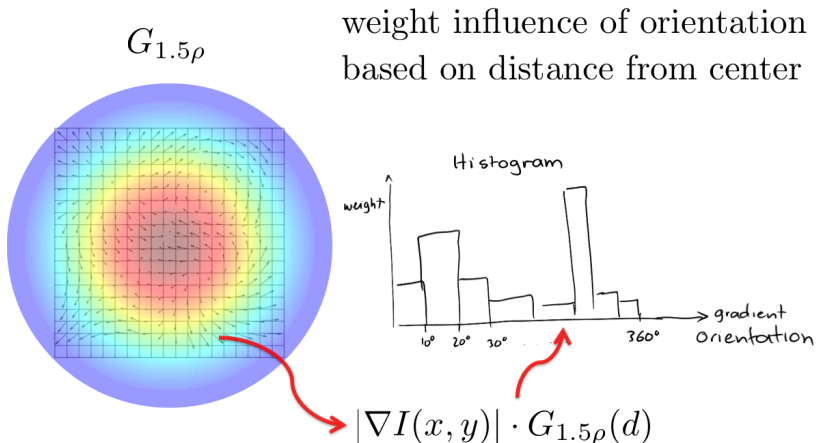 G_{1.5ρ}
weight influence of orientation
based on distance from center
Histogram
weight
10° 20° 30° ..... 360°
gradient
orientation
|∇I(x, y)| · G_{1.5ρ}(d)